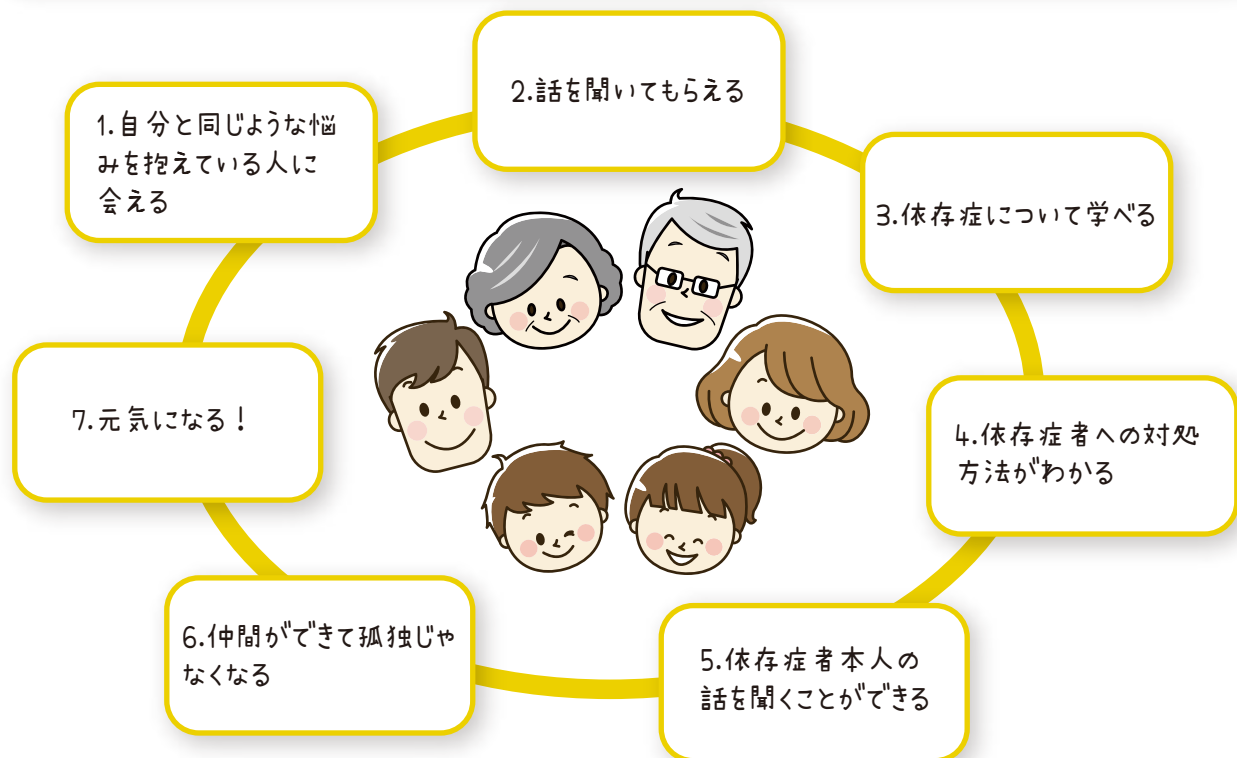 1.自分と同じような悩
みを抱えている人に
会える
2.話を聞いてもらえる
3.依存症について学べる
4.依存症者への対処
方法がわかる
5.依存症者本人の
話を聞くことができる
6.仲間ができて孤独じゃ
なくなる
7.元気になる!